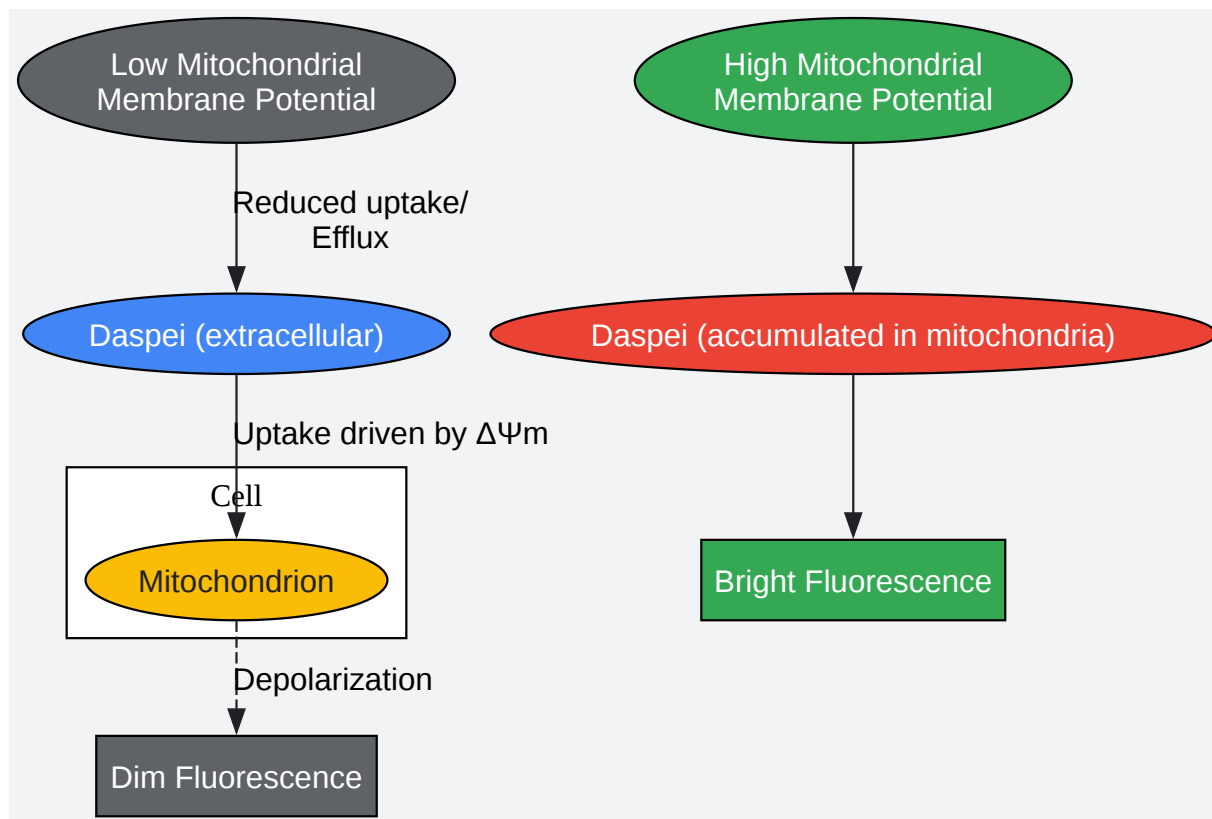 Low Mitochondrial
Membrane Potential
High Mitochondrial
Membrane Potential
Reduced uptake/
Efflux
Daspei (extracellular)
Daspei (accumulated in mitochondria)
Uptake driven by ΔΨm
Cell
Mitochondrion
Bright Fluorescence
Depolarization
Dim Fluorescence